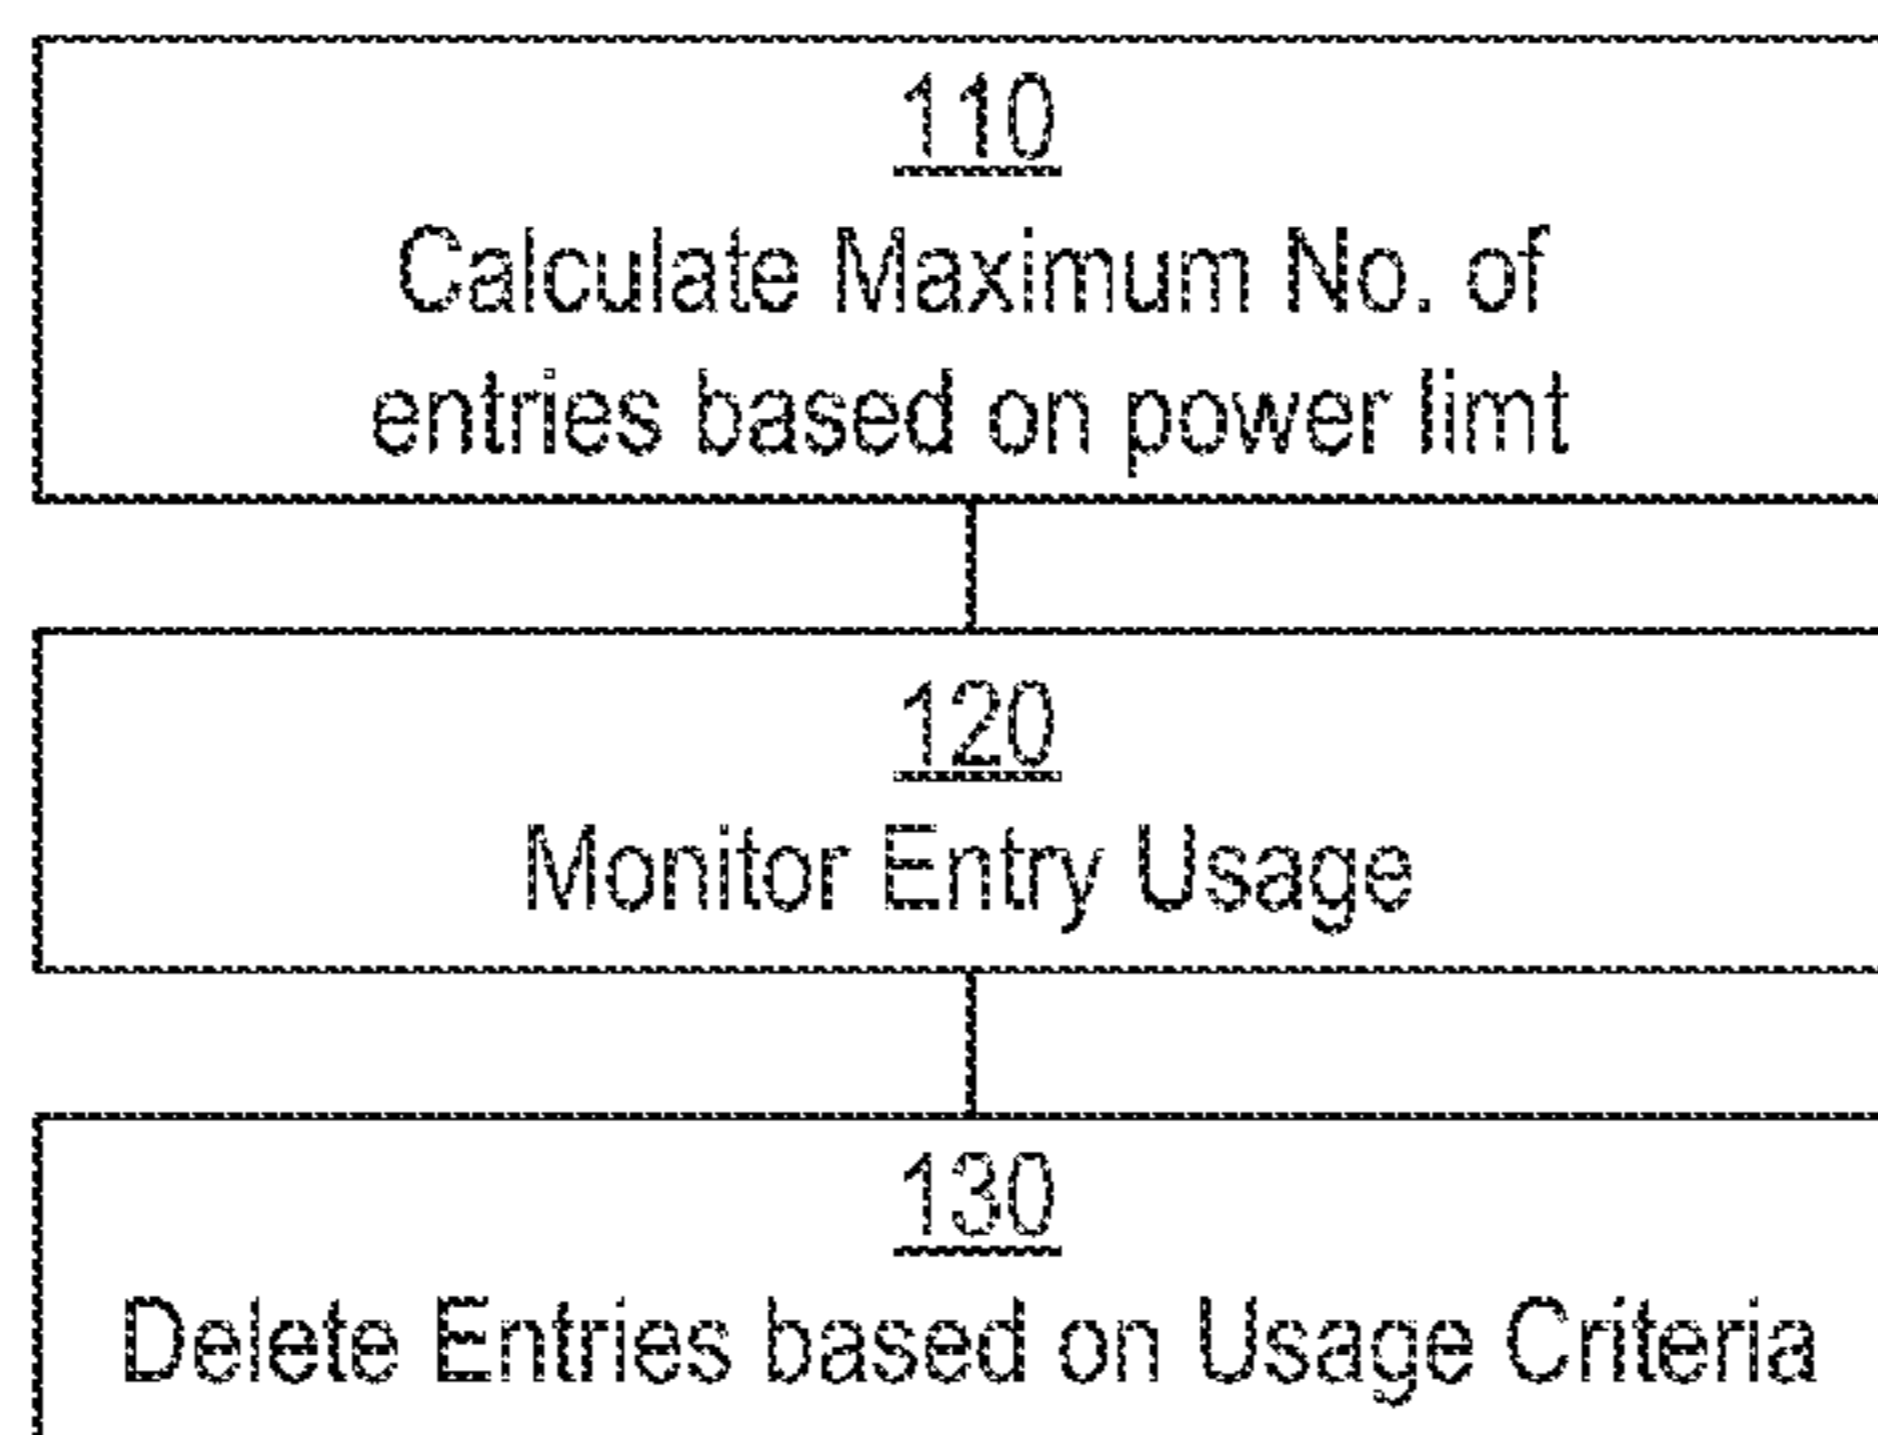 110
Calculate Maximum No. of
entries based on power limt
120
Monitor Entry Usage
130
Delete Entries based on Usage Criteria